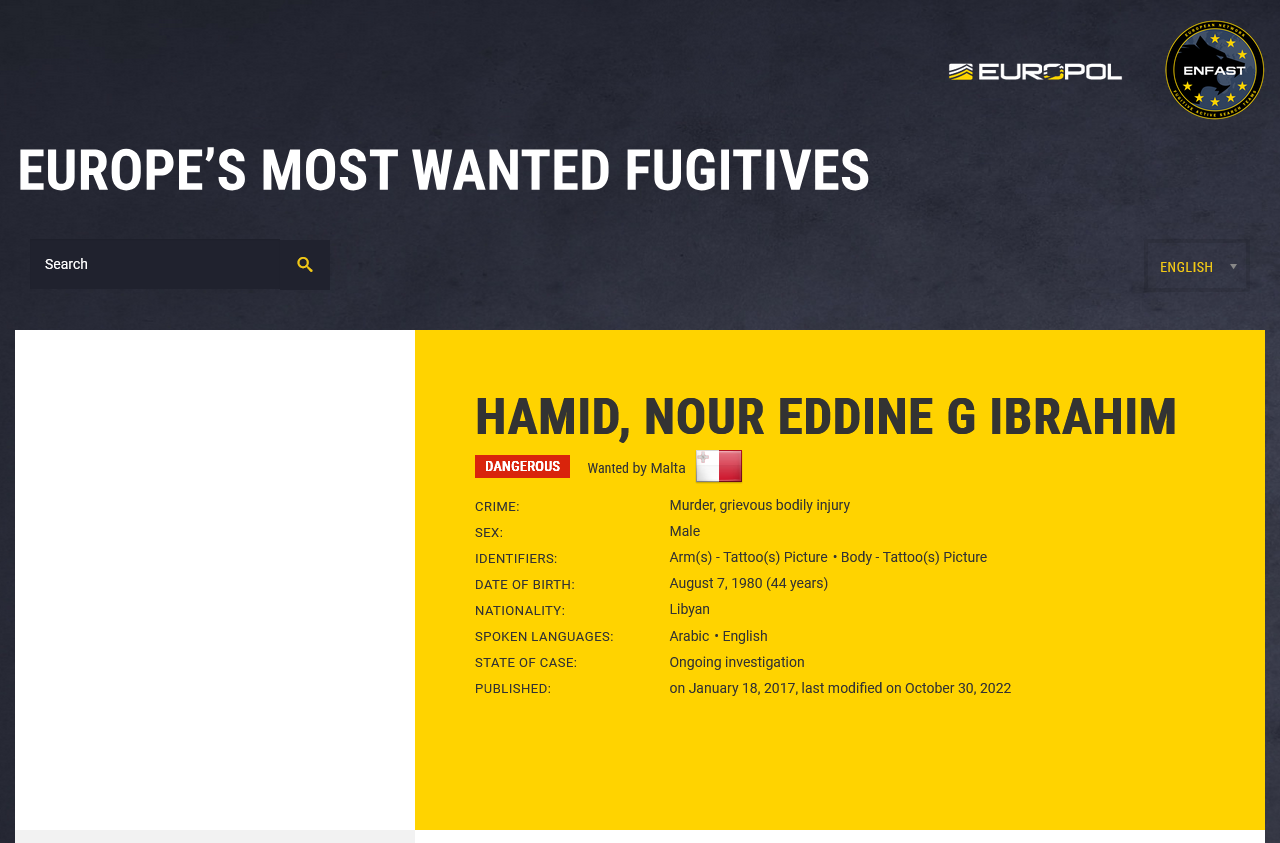 EUROPOL
EUROPEAN NETWORK
ENFAST
FUGITIVE ACTIVE SEARCH TEAMS
EUROPE’S MOST WANTED FUGITIVES
Search
ENGLISH
HAMID, NOUR EDDINE G IBRAHIM
DANGEROUS Wanted by Malta
CRIME: Murder, grievous bodily injury
SEX: Male
IDENTIFIERS: Arm(s) - Tattoo(s) Picture • Body - Tattoo(s) Picture
DATE OF BIRTH: August 7, 1980 (44 years)
NATIONALITY: Libyan
SPOKEN LANGUAGES: Arabic • English
STATE OF CASE: Ongoing investigation
PUBLISHED: on January 18, 2017, last modified on October 30, 2022